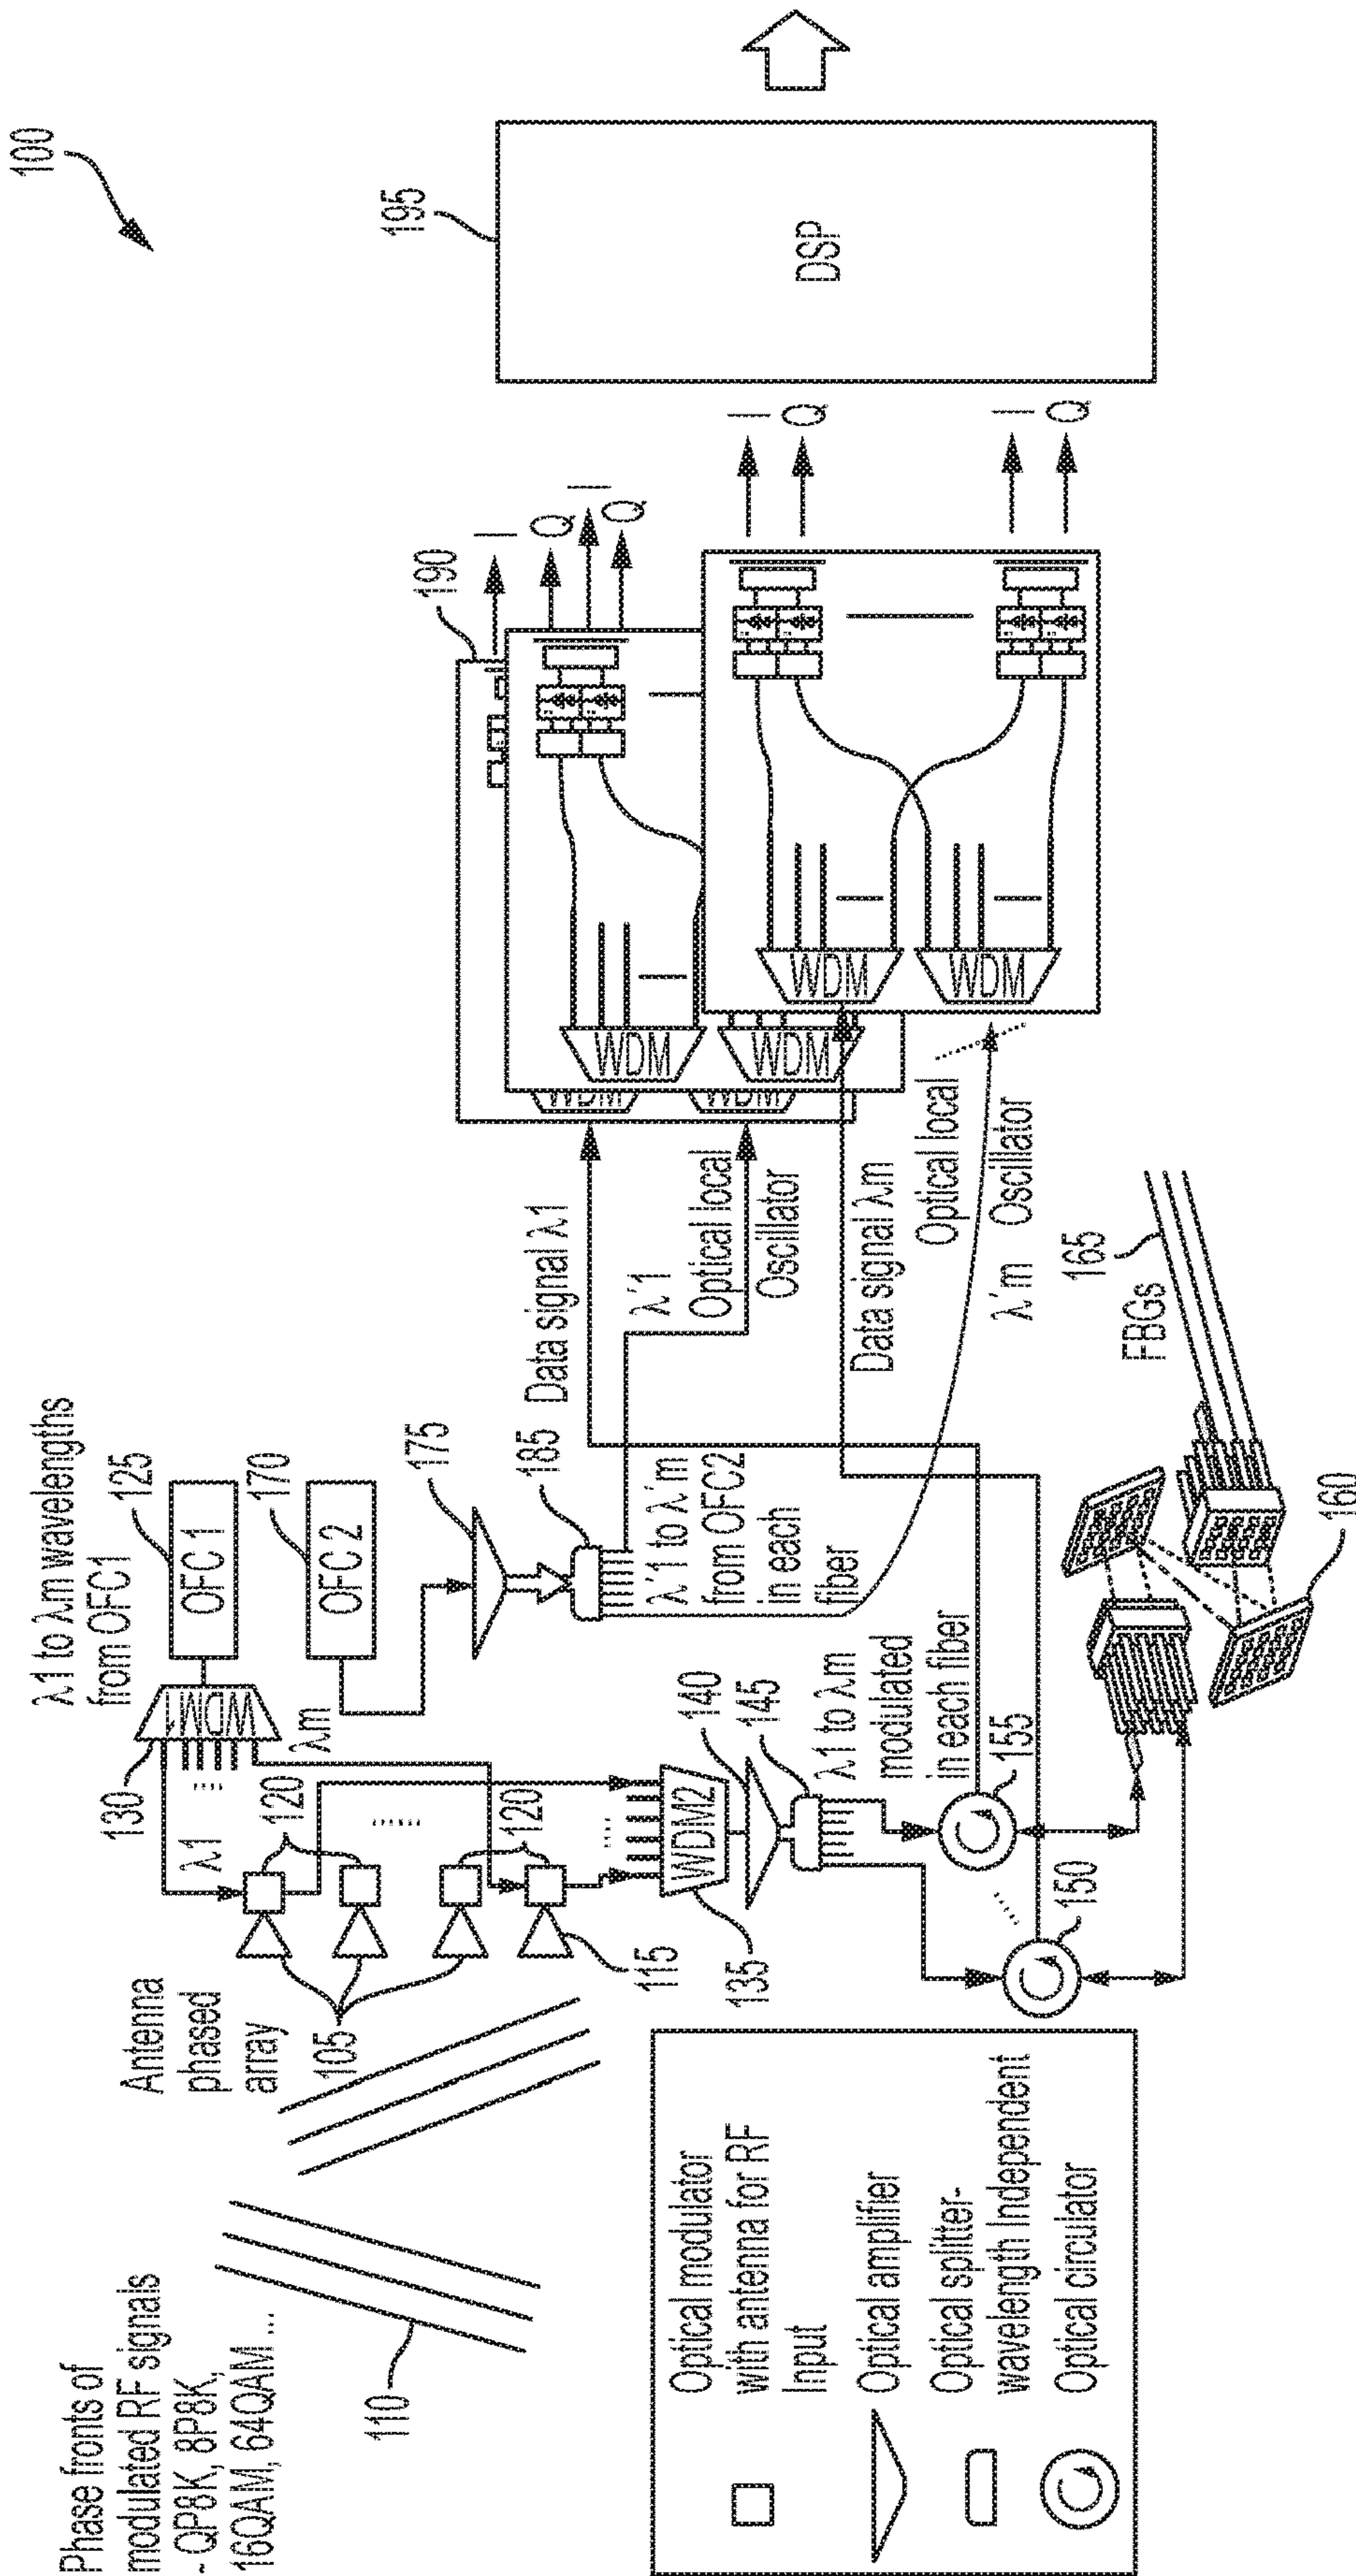 100
Phase fronts of
modulated RF signals
- QP8K, 8P8K,
16QAM, 64QAM ...
110
Antenna
phased
array
105
115
120
120
λ1
λm
130
WDM1
λ1 to λm wavelengths
from OFC1
OFC 1
125
OFC 2
170
175
185
λ'1 to λ'm
from OFC2
in each
fiber
WDM2
135
140
145
λ1 to λm
modulated
in each fiber
155
150
160
FBGs
165
Data signal λ1
λ'1
Optical local
Oscillator
Data signal λm
Optical local
λ'm Oscillator
WDM
WDM
WDM
WDM
WDM
WDM
190
I
Q
I
Q
I
Q
I
Q
195
DSP
Optical modulator
with antenna for RF
Input
Optical amplifier
Optical splitter-
wavelength Independent
Optical circulator